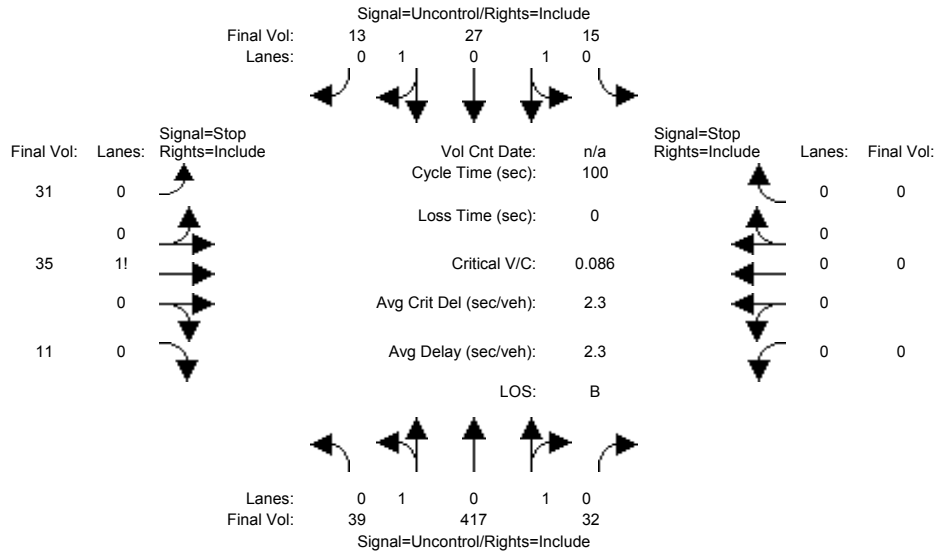 Signal=Uncontrol/Rights=Include
Final Vol: 13 27 15
Lanes: 0 1 0 1 0
Signal=Stop
Final Vol: Lanes: Rights=Include
Vol Cnt Date: n/a
Signal=Stop
Rights=Include Lanes: Final Vol:
Cycle Time (sec): 100
31 0
0 0
Loss Time (sec): 0
0
0
35 1!
Critical V/C: 0.086
0 0
0
Avg Crit Del (sec/veh): 2.3
0
11 0
Avg Delay (sec/veh): 2.3
0 0
LOS: B
Lanes: 0 1 0 1 0
Final Vol: 39 417 32
Signal=Uncontrol/Rights=Include